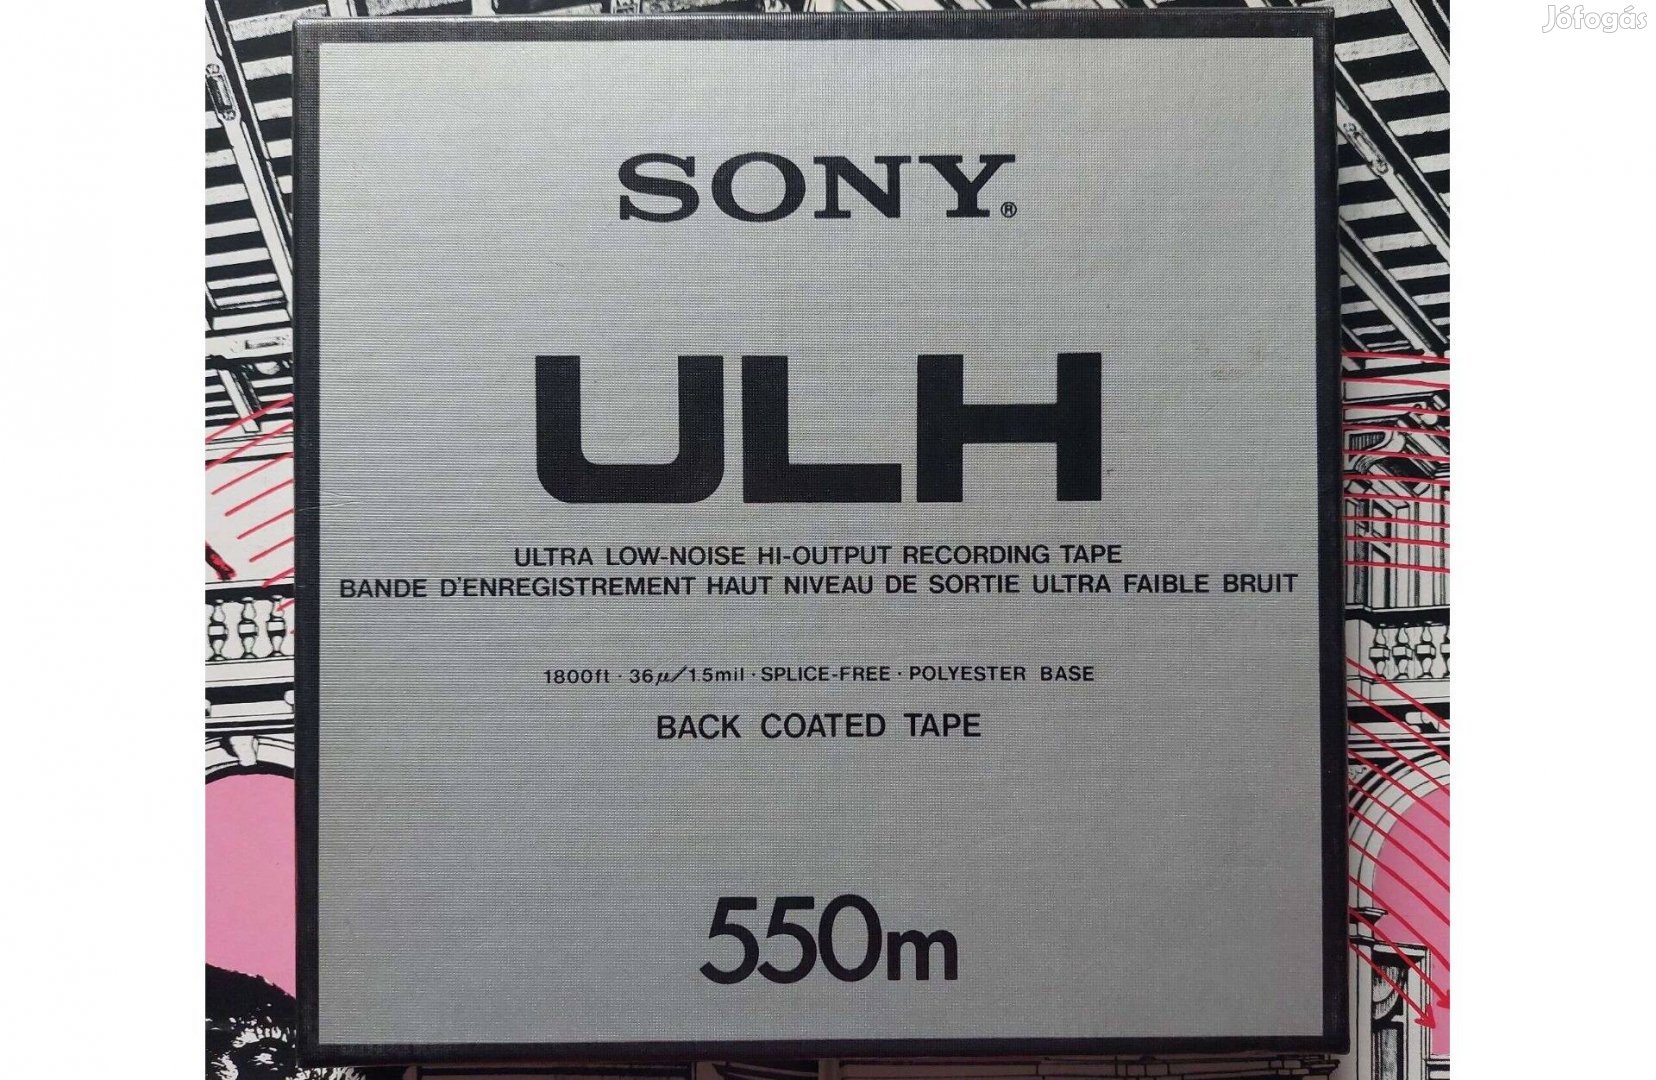 Jófogás
SONY®
ULH
ULTRA LOW-NOISE HI-OUTPUT RECORDING TAPE
BANDE D'ENREGISTREMENT HAUT NIVEAU DE SORTIE ULTRA FAIBLE BRUIT
1800ft · 36μ/1.5mil · SPLICE-FREE · POLYESTER BASE
BACK COATED TAPE
550m